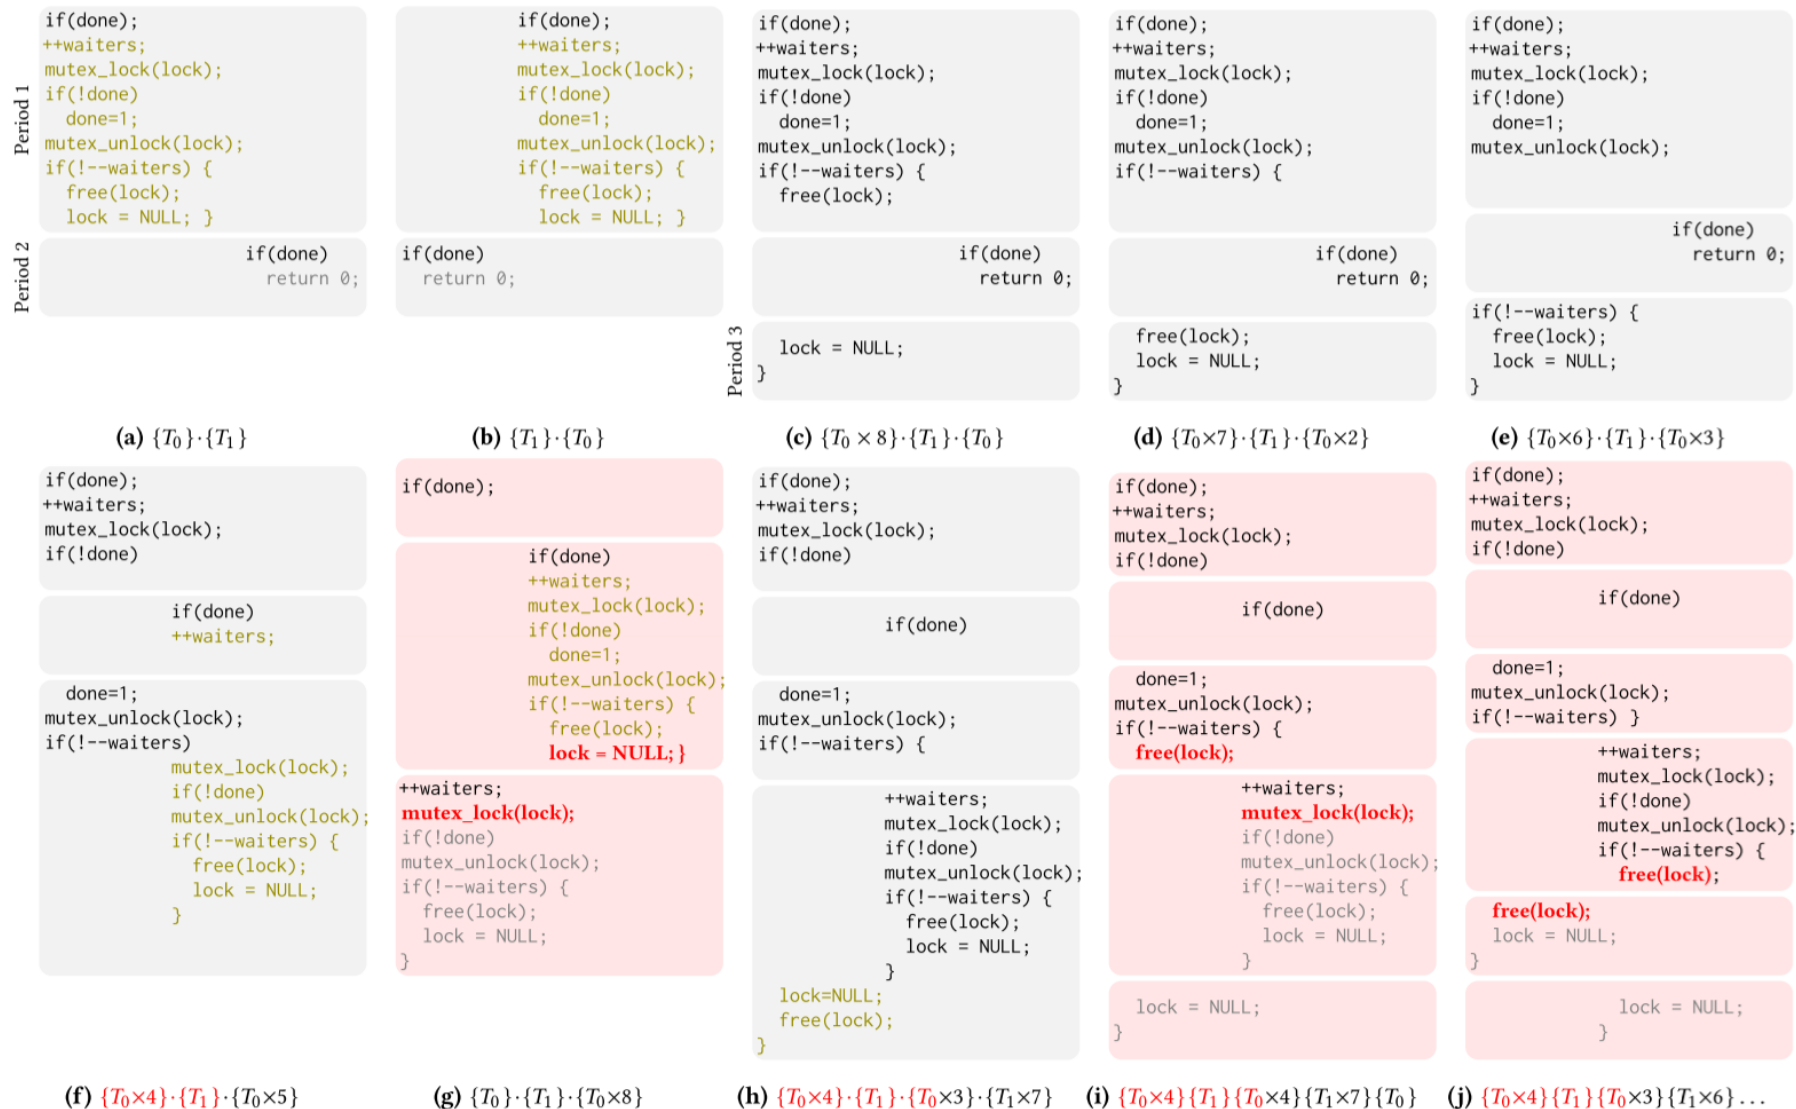 Period 1
if(done);
++waiters;
mutex_lock(lock);
if(!done)
done=1;
mutex_unlock(lock);
if(!--waiters) {
free(lock);
lock = NULL; }
Period 2
if(done)
return 0;
(a) {T₀}·{T₁}
if(done);
++waiters;
mutex_lock(lock);
if(!done)
done=1;
mutex_unlock(lock);
if(!--waiters) {
free(lock);
lock = NULL; }
if(done)
return 0;
(b) {T₁}·{T₀}
if(done);
++waiters;
mutex_lock(lock);
if(!done)
done=1;
mutex_unlock(lock);
if(!--waiters) {
free(lock);
if(done)
return 0;
Period 3
lock = NULL;
}
(c) {T₀ × 8}·{T₁}·{T₀}
if(done);
++waiters;
mutex_lock(lock);
if(!done)
done=1;
mutex_unlock(lock);
if(!--waiters) {
if(done)
return 0;
free(lock);
lock = NULL;
}
(d) {T₀×7}·{T₁}·{T₀×2}
if(done);
++waiters;
mutex_lock(lock);
if(!done)
done=1;
mutex_unlock(lock);
if(done)
return 0;
if(!--waiters) {
free(lock);
lock = NULL;
}
(e) {T₀×6}·{T₁}·{T₀×3}
if(done);
++waiters;
mutex_lock(lock);
if(!done)
if(done)
++waiters;
done=1;
mutex_unlock(lock);
if(!--waiters)
mutex_lock(lock);
if(!done)
mutex_unlock(lock);
if(!--waiters) {
free(lock);
lock = NULL;
}
(f) {T₀×4}·{T₁}·{T₀×5}
if(done);
if(done)
++waiters;
mutex_lock(lock);
if(!done)
done=1;
mutex_unlock(lock);
if(!--waiters) {
free(lock);
lock = NULL; }
++waiters;
mutex_lock(lock);
if(!done)
mutex_unlock(lock);
if(!--waiters) {
free(lock);
lock = NULL;
}
(g) {T₀}·{T₁}·{T₀×8}
if(done);
++waiters;
mutex_lock(lock);
if(!done)
if(done)
done=1;
mutex_unlock(lock);
if(!--waiters) {
++waiters;
mutex_lock(lock);
if(!done)
mutex_unlock(lock);
if(!--waiters) {
free(lock);
lock = NULL;
}
lock=NULL;
free(lock);
}
(h) {T₀×4}·{T₁}·{T₀×3}·{T₁×7}
if(done);
++waiters;
mutex_lock(lock);
if(!done)
if(done)
done=1;
mutex_unlock(lock);
if(!--waiters) {
free(lock);
++waiters;
mutex_lock(lock);
if(!done)
mutex_unlock(lock);
if(!--waiters) {
free(lock);
lock = NULL;
}
lock = NULL;
}
(i) {T₀×4}{T₁}{T₀×4}{T₁×7}{T₀}
if(done);
++waiters;
mutex_lock(lock);
if(!done)
if(done)
done=1;
mutex_unlock(lock);
if(!--waiters) }
++waiters;
mutex_lock(lock);
if(!done)
mutex_unlock(lock);
if(!--waiters) {
free(lock);
free(lock);
lock = NULL;
}
lock = NULL;
}
(j) {T₀×4}{T₁}{T₀×3}{T₁×6} ...